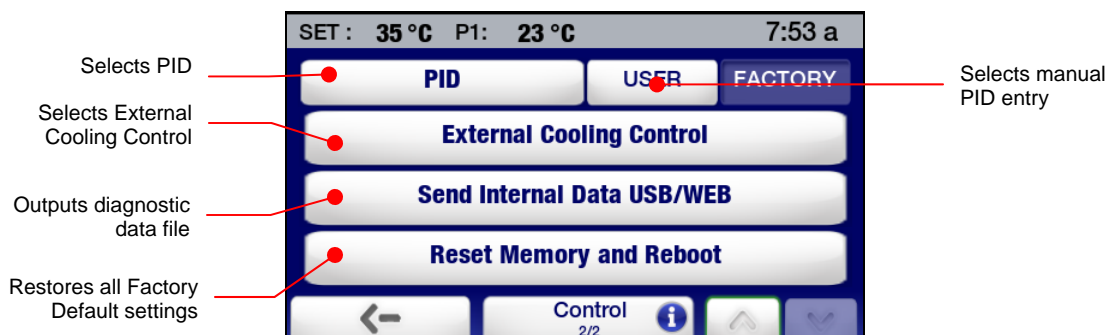 SET : 35 °C P1: 23 °C 7:53 a
Selects PID
PID USER FACTORY
Selects manual
PID entry
Selects External
Cooling Control
External Cooling Control
Outputs diagnostic
data file
Send Internal Data USB/WEB
Restores all Factory
Default settings
Reset Memory and Reboot
Control
2/2